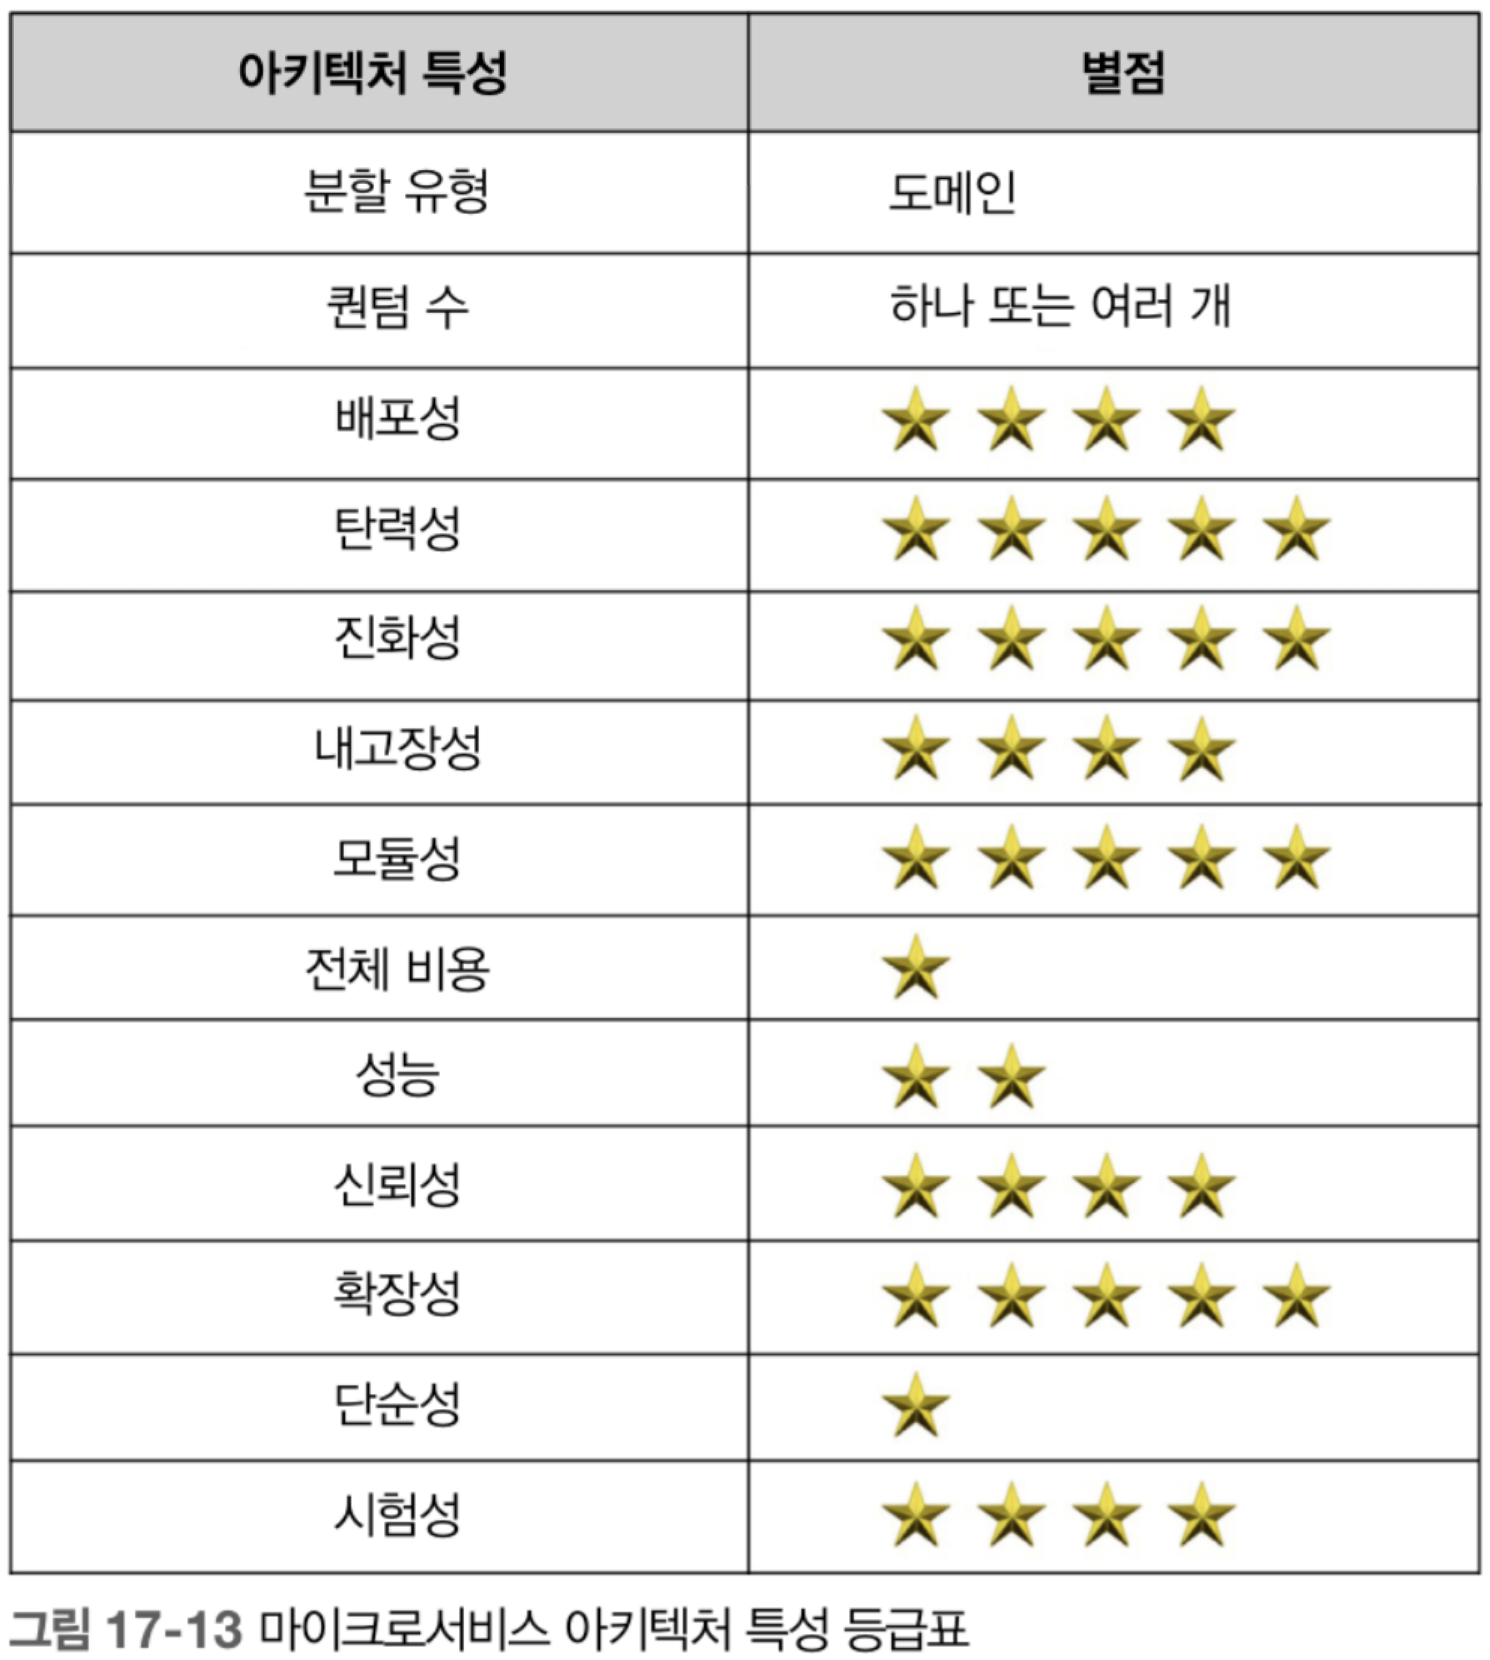 아키텍처 특성 별점
분할 유형 도메인
퀀텀 수 하나 또는 여러 개
배포성
탄력성
진화성
내고장성
모듈성
전체 비용
성능
신뢰성
확장성
단순성
시험성
그림 17-13 마이크로서비스 아키텍처 특성 등급표